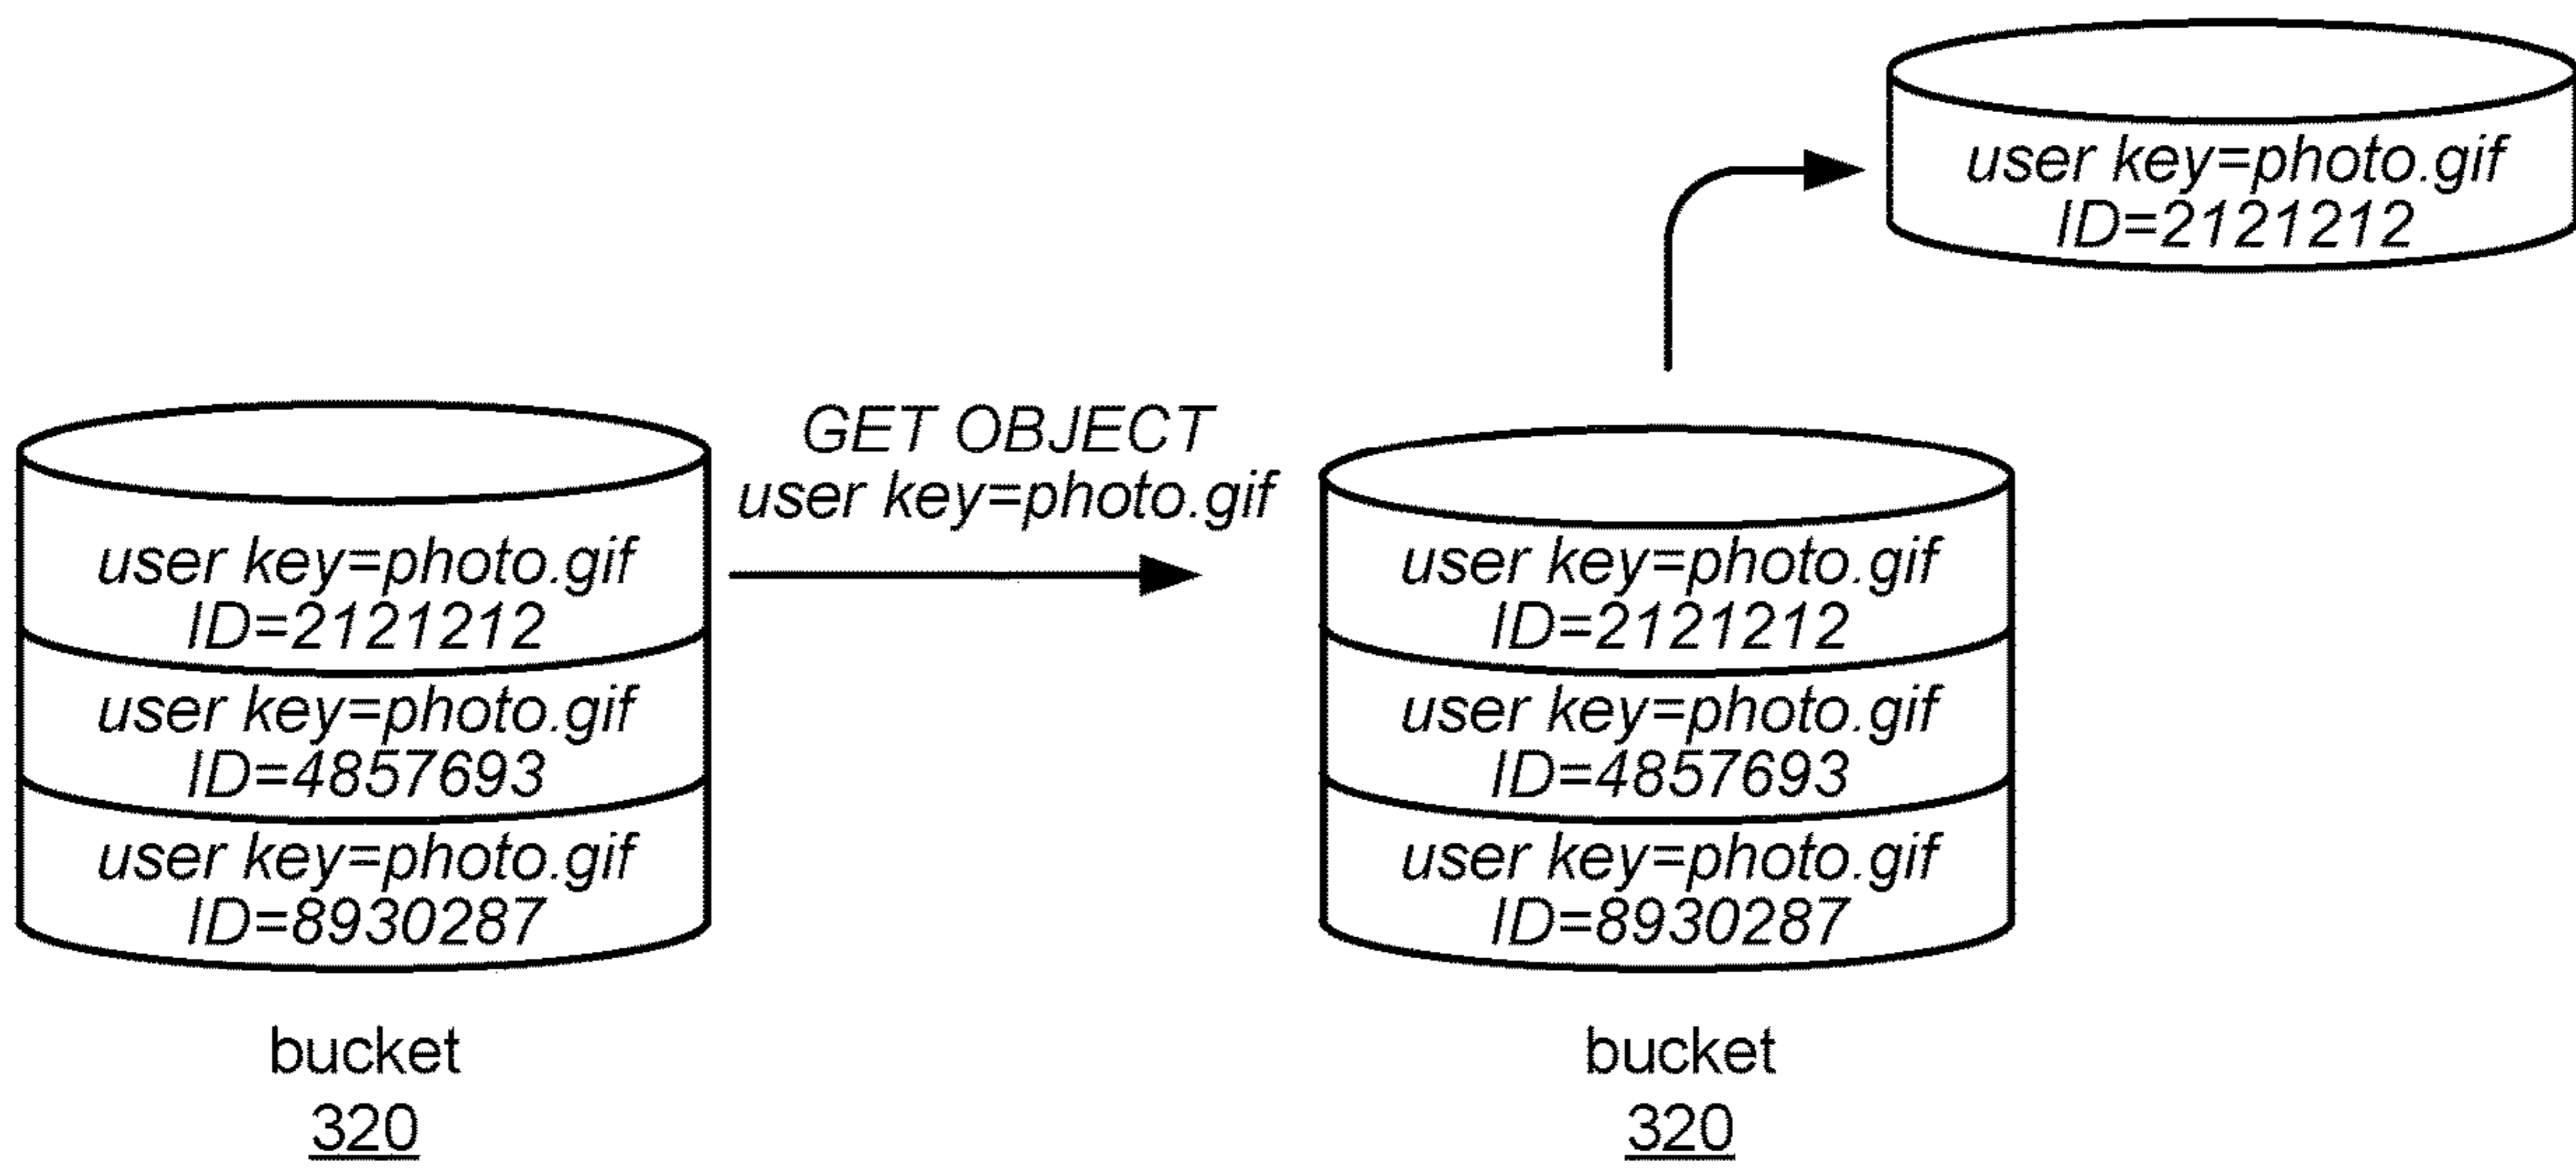 user key=photo.gif
ID=2121212
GET OBJECT
user key=photo.gif
user key=photo.gif
ID=2121212
user key=photo.gif
ID=4857693
user key=photo.gif
ID=8930287
bucket
320
user key=photo.gif
ID=2121212
user key=photo.gif
ID=4857693
user key=photo.gif
ID=8930287
bucket
320